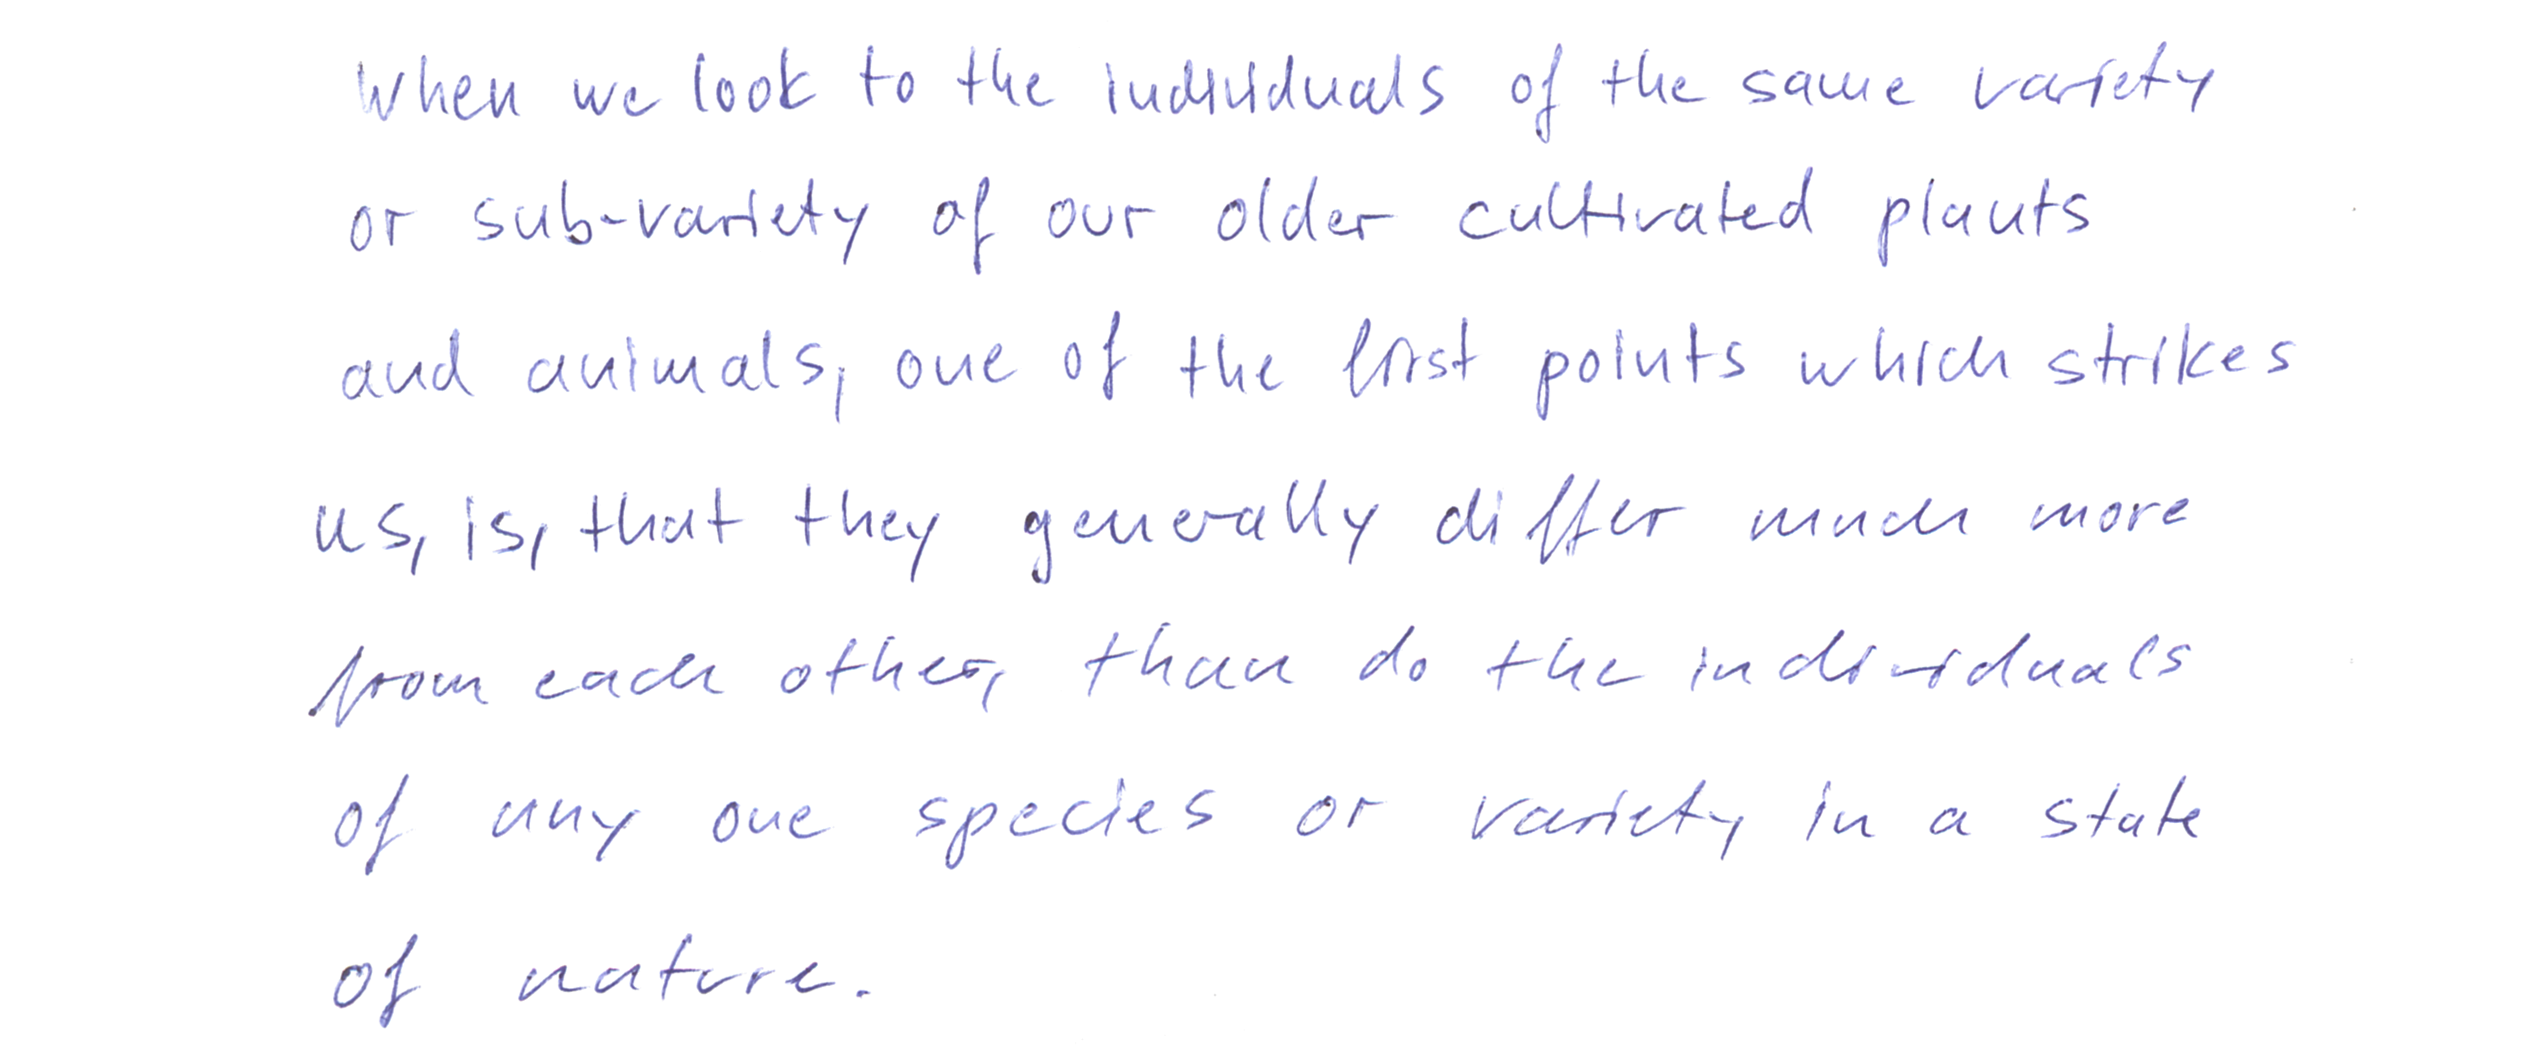 When we look to the individuals of the same variety
or sub-variety of our older cultivated plants
and animals, one of the first points which strikes
us, is, that they generally differ much more
from each other, than do the individuals
of any one species or variety in a state
of nature.